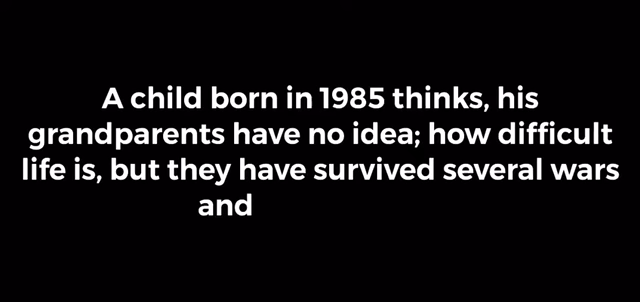 A child born in 1985 thinks, his
grandparents have no idea; how difficult
life is, but they have survived several wars
and